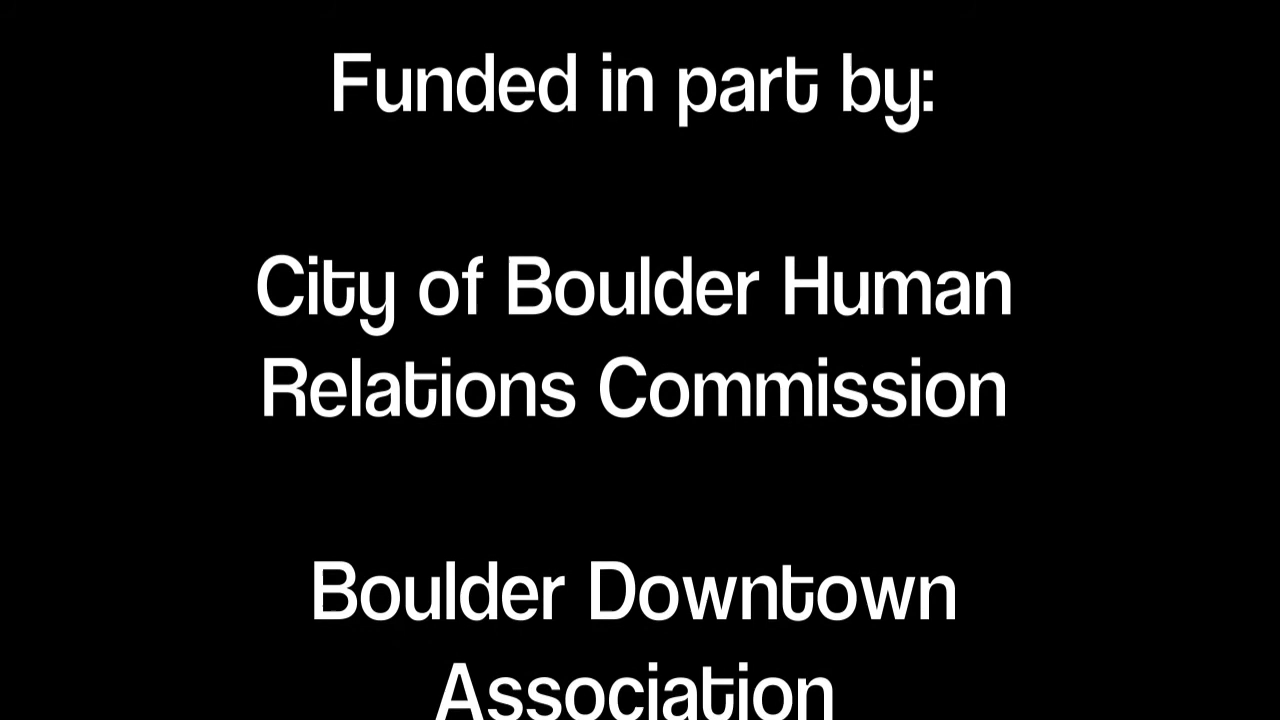 Funded in part by:
City of Boulder Human
Relations Commission
Boulder Downtown
Association